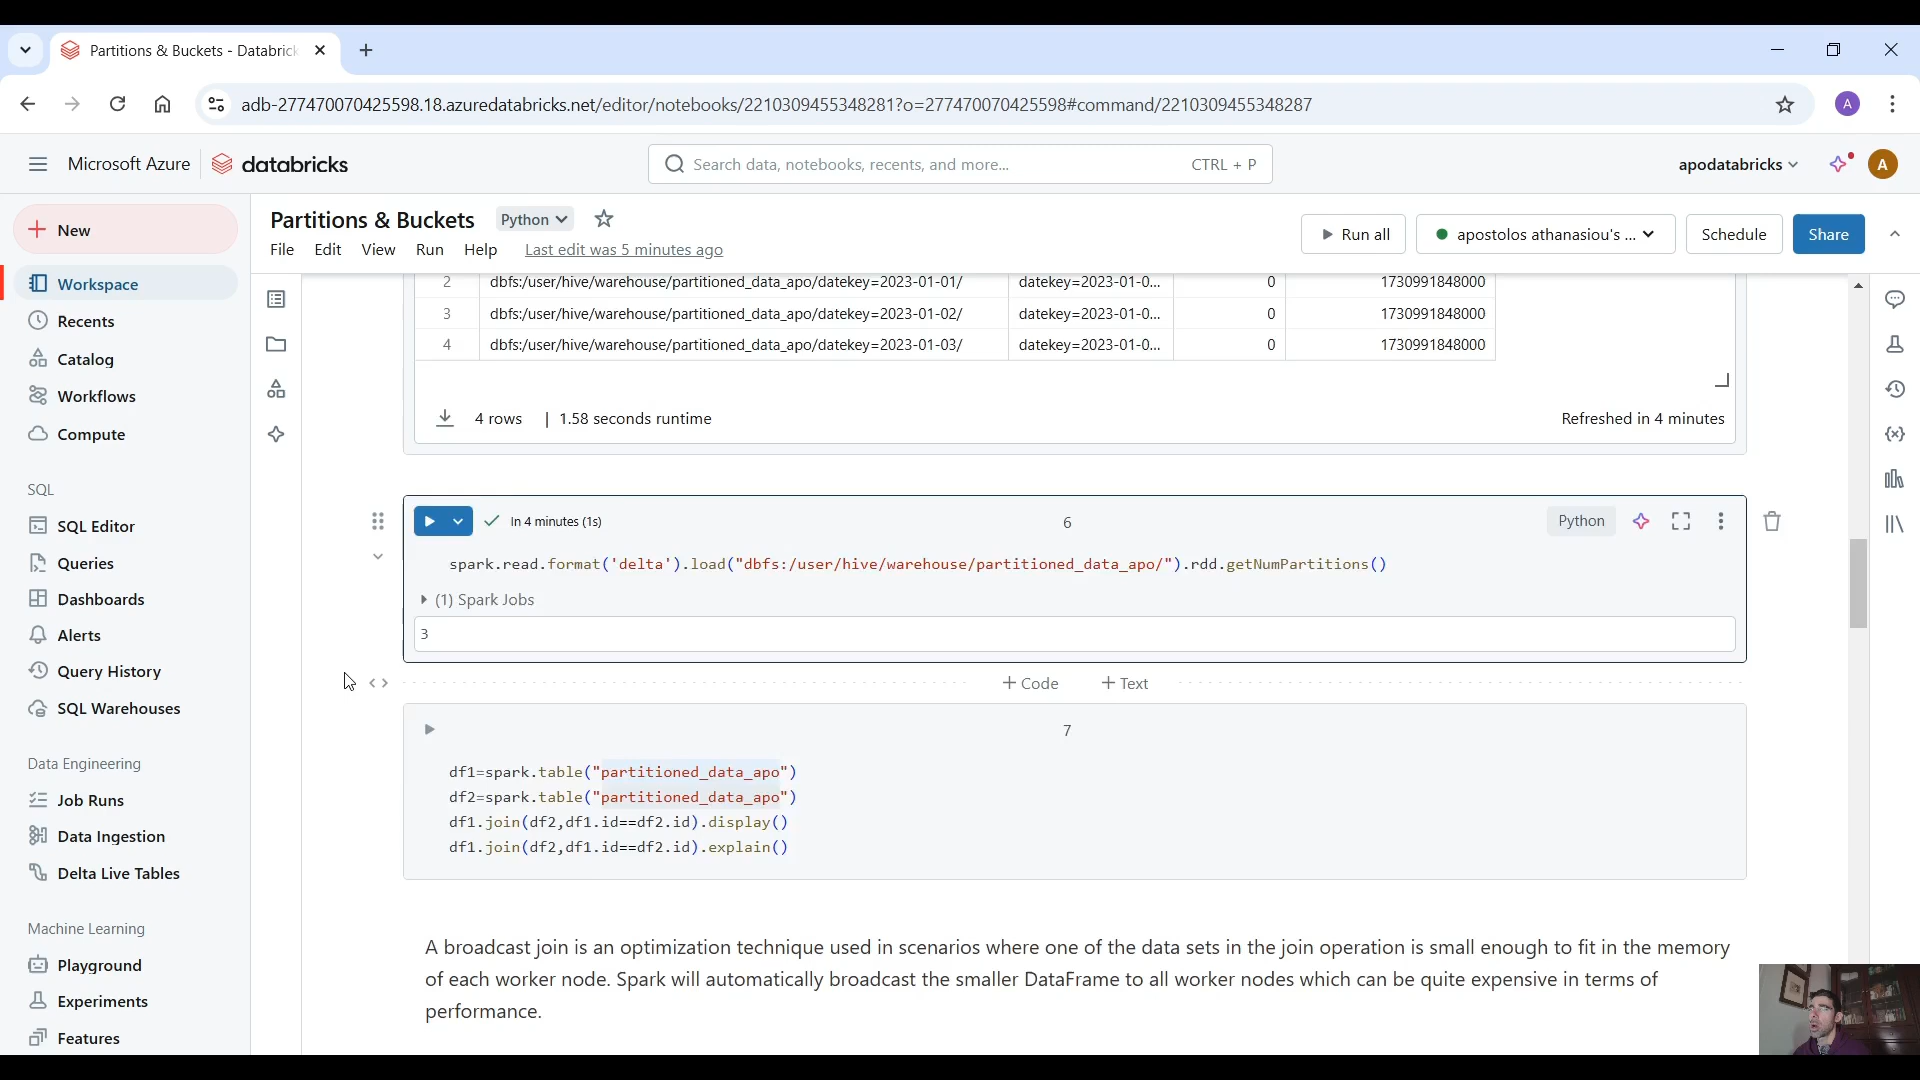 Partitions & Buckets - Databrick
adb-277470070425598.18.azuredatabricks.net/editor/notebooks/2210309455348281?o=277470070425598#command/2210309455348287
A
Microsoft Azure
databricks
Search data, notebooks, recents, and more...
CTRL + P
apodatabricks
A
New
Workspace
Recents
Catalog
Workflows
Compute
SQL
SQL Editor
Queries
Dashboards
Alerts
Query History
SQL Warehouses
Data Engineering
Job Runs
Data Ingestion
Delta Live Tables
Machine Learning
Playground
Experiments
Features
Partitions & Buckets
Python
File Edit View Run Help Last edit was 5 minutes ago
Run all
apostolos athanasiou's ...
Schedule
Share
2 dbfs:/user/hive/warehouse/partitioned_data_apo/datekey=2023-01-01/ datekey=2023-01-0... 0 1730991848000
3 dbfs:/user/hive/warehouse/partitioned_data_apo/datekey=2023-01-02/ datekey=2023-01-0... 0 1730991848000
4 dbfs:/user/hive/warehouse/partitioned_data_apo/datekey=2023-01-03/ datekey=2023-01-0... 0 1730991848000
4 rows | 1.58 seconds runtime
Refreshed in 4 minutes
In 4 minutes (1s)
6
Python
spark.read.format('delta').load("dbfs:/user/hive/warehouse/partitioned_data_apo/").rdd.getNumPartitions()
(1) Spark Jobs
3
+ Code + Text
7
df1=spark.table("partitioned_data_apo")
df2=spark.table("partitioned_data_apo")
df1.join(df2,df1.id==df2.id).display()
df1.join(df2,df1.id==df2.id).explain()
A broadcast join is an optimization technique used in scenarios where one of the data sets in the join operation is small enough to fit in the memory
of each worker node. Spark will automatically broadcast the smaller DataFrame to all worker nodes which can be quite expensive in terms of
performance.